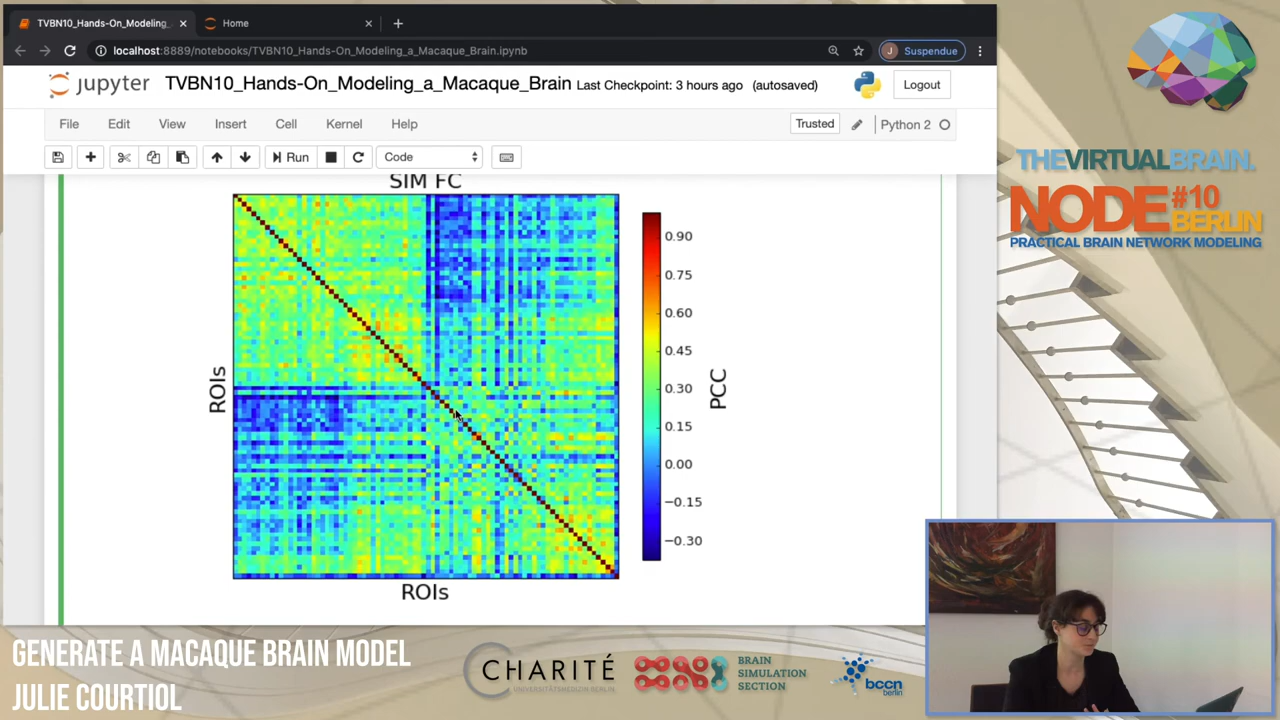 TVBN10_Hands-On_Modeling_
Home
localhost:8889/notebooks/TVBN10_Hands-On_Modeling_a_Macaque_Brain.ipynb
J Suspendue
jupyter TVBN10_Hands-On_Modeling_a_Macaque_Brain Last Checkpoint: 3 hours ago (autosaved)
Logout
File Edit View Insert Cell Kernel Help
Trusted
Python 2
Run
Code
SIM FC
0.90
0.75
0.60
0.45
0.30
0.15
0.00
−0.15
−0.30
PCC
ROIs
ROIs
THEVIRTUALBRAIN.
NODE #10
BERLIN
PRACTICAL BRAIN NETWORK MODELING
GENERATE A MACAQUE BRAIN MODEL
JULIE COURTIOL
CHARITÉ
UNIVERSITÄTSMEDIZIN BERLIN
BRAIN
SIMULATION
SECTION
bccn
berlin